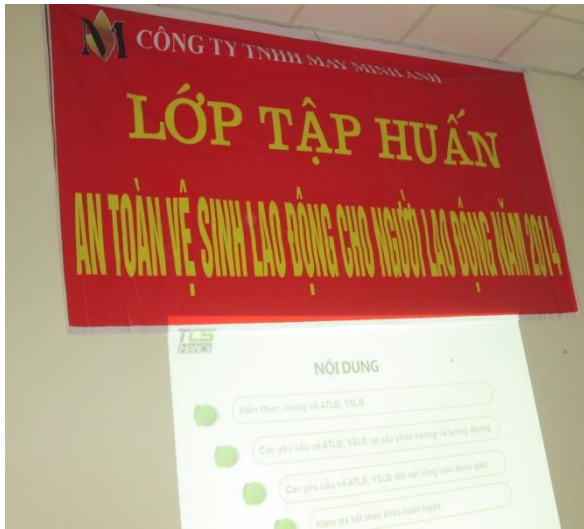 CÔNG TY TNHH MAY MINH ANH
LỚP TẬP HUẤN
AN TOÀN VỆ SINH LAO ĐỘNG CHO NGƯỜI LAO ĐỘNG NĂM 2014
TCS
HANOI
NỘI DUNG
Kiến thức chung về ATLĐ, VSLĐ
Các yêu cầu về ATLĐ, VSLĐ tại cấp phân xưởng và tương đương
Các yêu cầu về ATLĐ, VSLĐ đối với công việc được giao
Kiểm tra kết thúc khóa huấn luyện